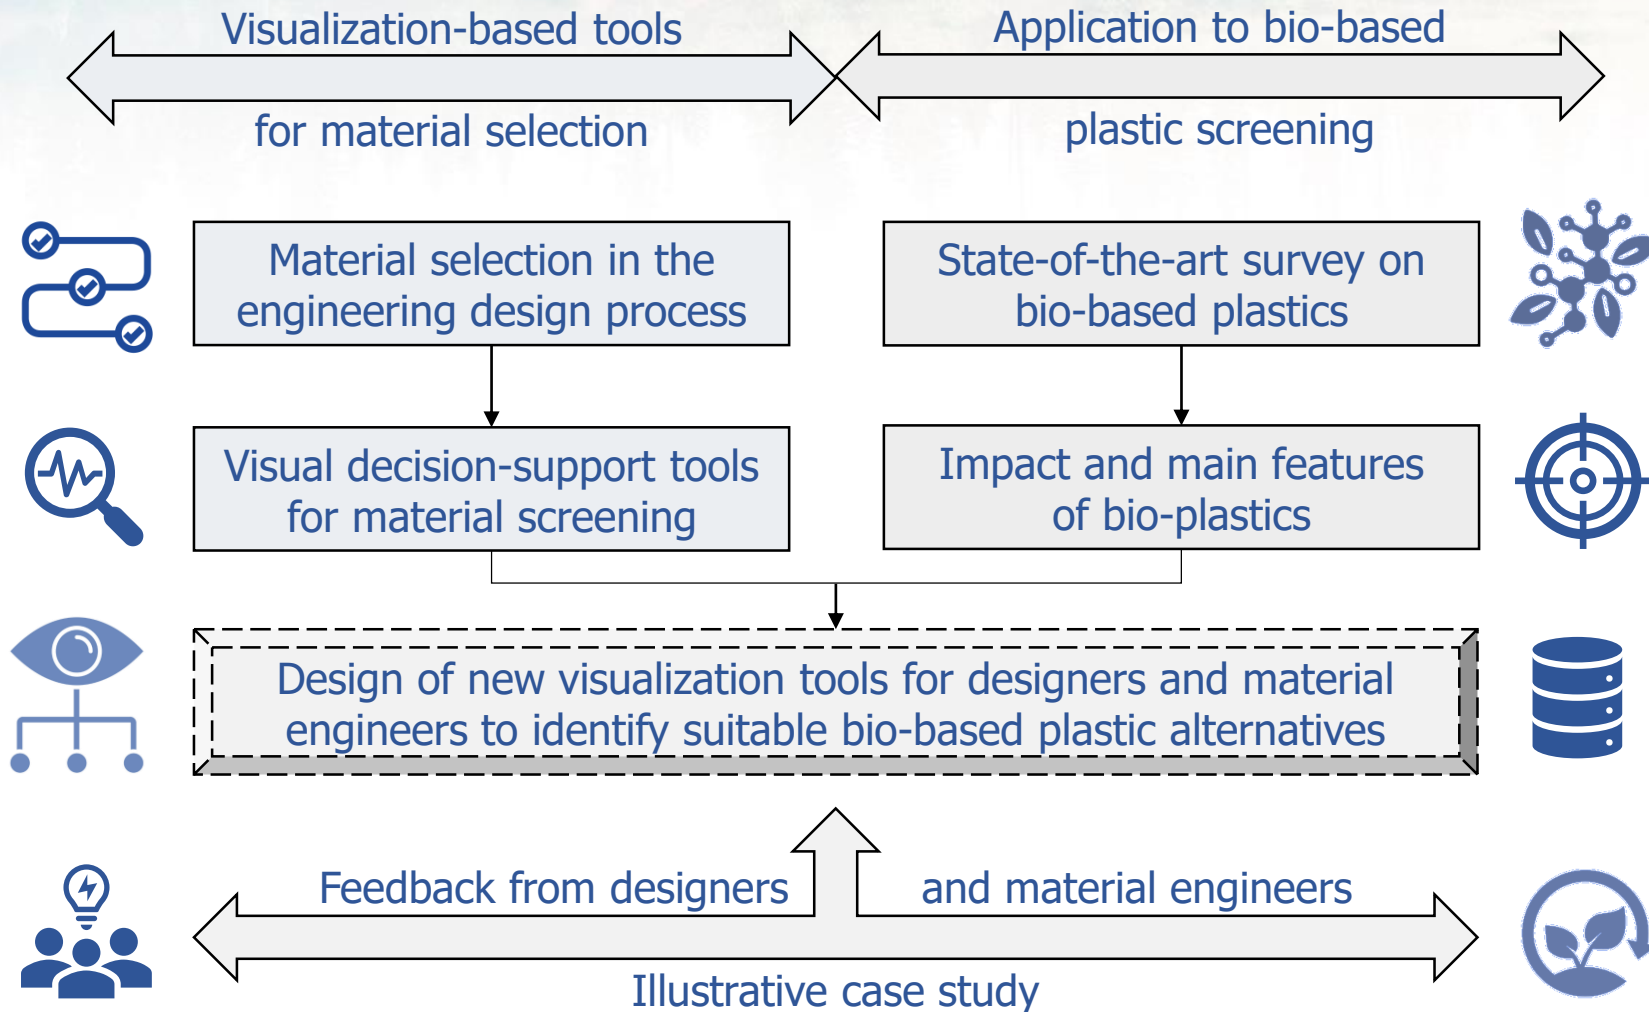 Visualization-based tools
for material selection
Application to bio-based
plastic screening
Material selection in the
engineering design process
State-of-the-art survey on
bio-based plastics
Visual decision-support tools
for material screening
Impact and main features
of bio-plastics
Design of new visualization tools for designers and material
engineers to identify suitable bio-based plastic alternatives
Feedback from designers and material engineers
Illustrative case study